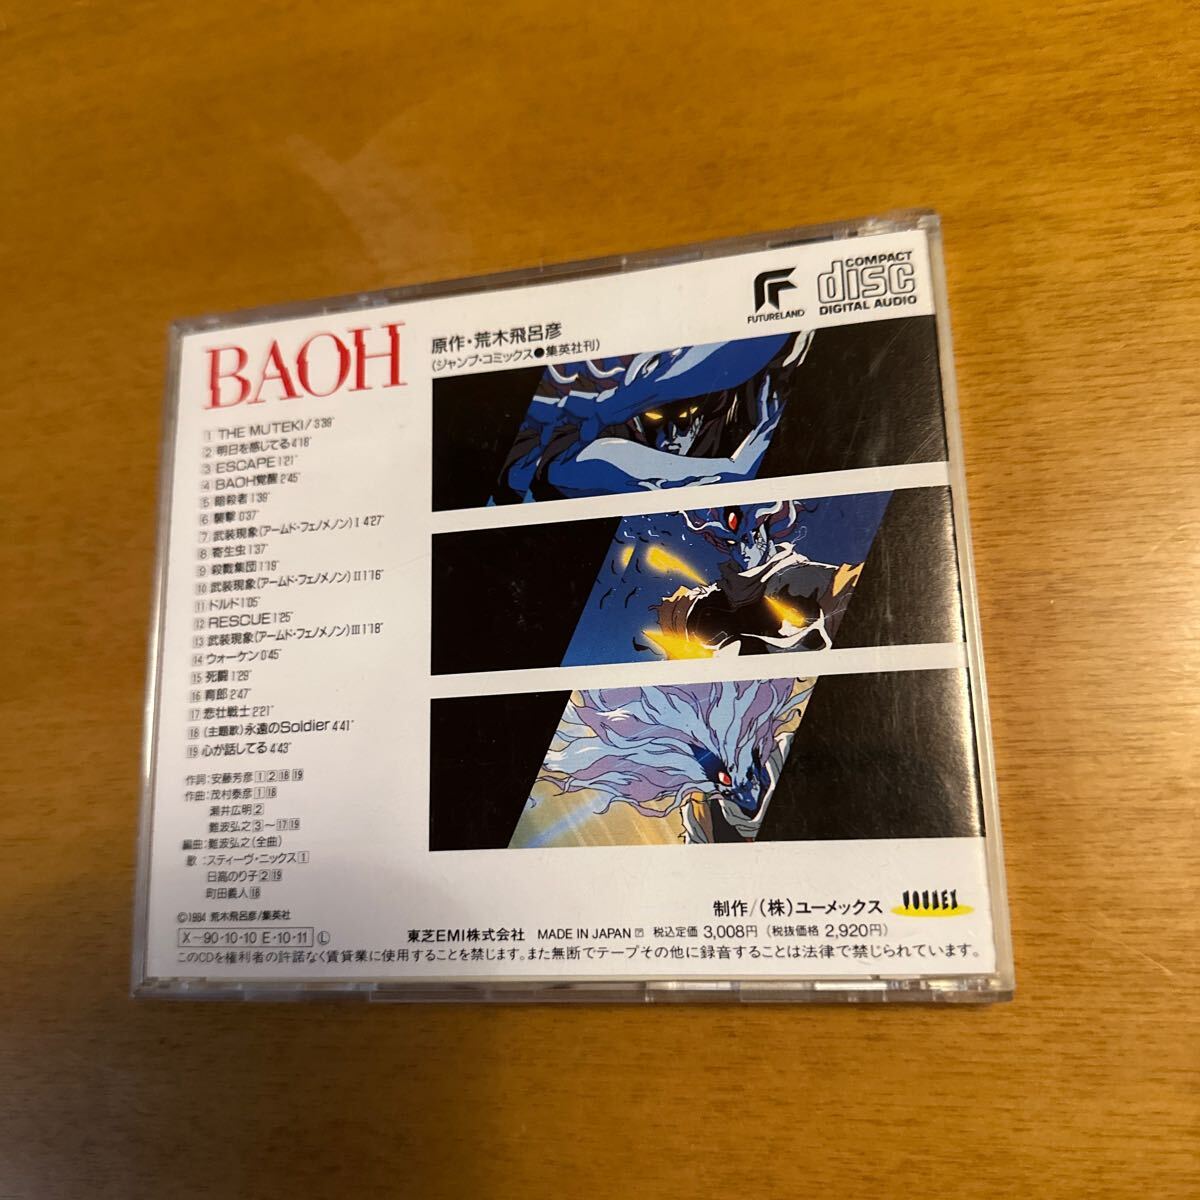 BAOH
原作・荒木飛呂彦
(ジャンプ・コミックス●集英社刊)
FUTURELAND
COMPACT
disc
DIGITAL AUDIO
1 THE MUTEKI/3'39"
2 明日を感じてる4'18"
3 ESCAPE1'21"
4 BAOH覚醒2'45"
5 暗殺者1'39"
6 襲撃0'37"
7 武装現象(アームド・フェノメノン)I 4'27"
8 寄生虫1'37"
9 殺戮集団1'19"
10 武装現象(アームド・フェノメノン)II1'16"
11 ドルド1'05"
12 RESCUE1'25"
13 武装現象(アームド・フェノメノン)III1'18"
14 ウォーケン0'45"
15 死闘1'29"
16 育郎2'47"
17 悲壮戦士2'21"
18 (主題歌)永遠のSoldier4'41"
19 心が話してる4'43"
作詞:安藤芳彦1 2 18 19
作曲:茂村泰彦1 18
瀬井広明2
難波弘之3〜17 19
編曲:難波弘之(全曲)
歌:スティーヴ・ニックス1
日高のり子2 19
町田義人18
©1984 荒木飛呂彦/集英社
X〜90・10・10 E・10・11 L
制作/(株)ユーメックス
YOUMEX
東芝EMI株式会社 MADE IN JAPAN 税込定価 3,008円(税抜価格 2,920円)
このCDを権利者の許諾なく賃貸業に使用することを禁じます。また無断でテープその他に録音することは法律で禁じられています。